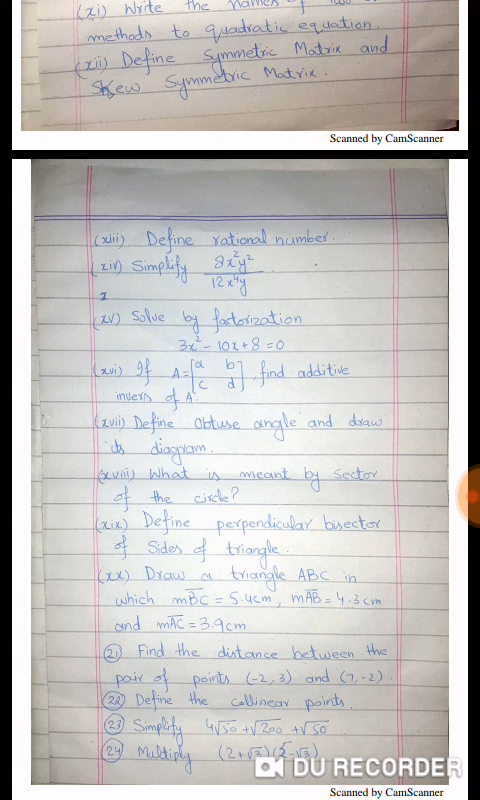 (xi) Write the names of two
methods to quadratic equation.
(xii) Define Symmetric Matrix and
Skew Symmetric Matrix.
Scanned by CamScanner
(xiii) Define rational number.
(xiv) Simplify 8x²y²
12x⁴y
(xv) Solve by factorization
3x² - 10x + 8 = 0
(xvi) If A = [a b
c d], find additive
invers of A.
(xvii) Define obtuse angle and draw
its diagram.
(xviii) What is meant by sector
of the circle?
(xix) Define perpendicular bisector
of Sides of triangle.
(xx) Draw a triangle ABC in
which mBC = 5.4cm, mAB = 4.3cm
and mAC = 3.9cm
21 Find the distance between the
pair of points (-2, 3) and (7, -2).
22 Define the collinear points.
23 Simplify 4√50 + √200 + √50
24 Multiply (2+√3)(2-√3)
DU RECORDER
Scanned by CamScanner